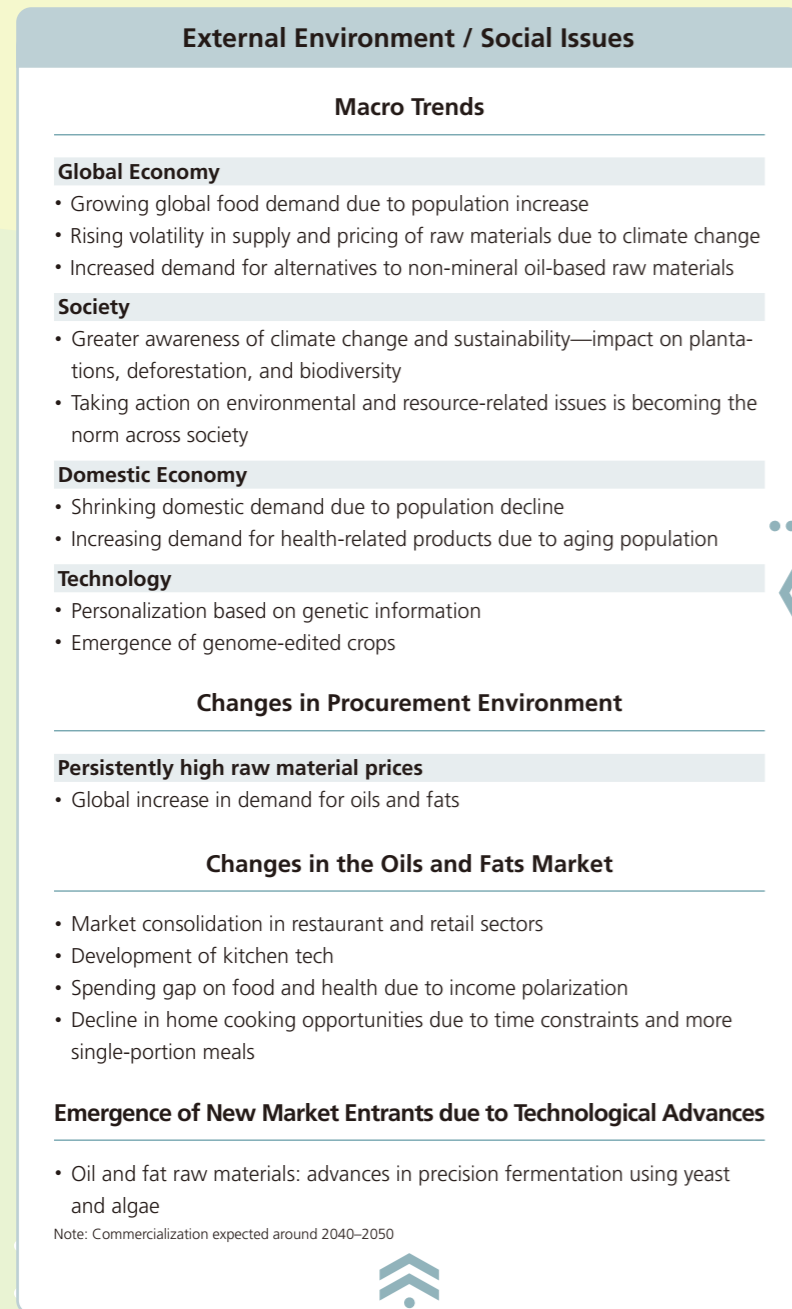 External Environment / Social Issues
Macro Trends
Global Economy
• Growing global food demand due to population increase
• Rising volatility in supply and pricing of raw materials due to climate change
• Increased demand for alternatives to non-mineral oil-based raw materials
Society
• Greater awareness of climate change and sustainability—impact on planta-
tions, deforestation, and biodiversity
• Taking action on environmental and resource-related issues is becoming the
norm across society
Domestic Economy
• Shrinking domestic demand due to population decline
• Increasing demand for health-related products due to aging population
Technology
• Personalization based on genetic information
• Emergence of genome-edited crops
Changes in Procurement Environment
Persistently high raw material prices
• Global increase in demand for oils and fats
Changes in the Oils and Fats Market
• Market consolidation in restaurant and retail sectors
• Development of kitchen tech
• Spending gap on food and health due to income polarization
• Decline in home cooking opportunities due to time constraints and more
single-portion meals
Emergence of New Market Entrants due to Technological Advances
• Oil and fat raw materials: advances in precision fermentation using yeast
and algae
Note: Commercialization expected around 2040–2050